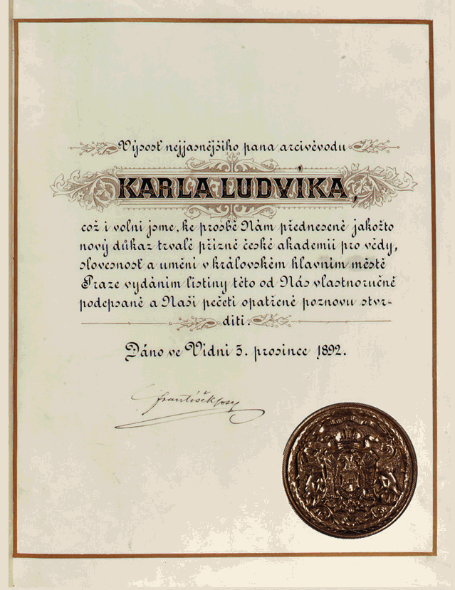 Výsosť nejjasnějšího pana arcivévodu
KARLA LUDVÍKA,
což i volni jsme, ke prosbě Nám přednesené jakožto
nový důkaz trvalé přízně české akademii pro vědy,
slovesnost a umění v královském hlavním městě
Praze vydáním listiny této od Nás vlastnoručně
podepsané a Naší pečetí opatřené poznovu stvr-
diti.
Dáno ve Vídni 5. prosince 1892.
František Josef